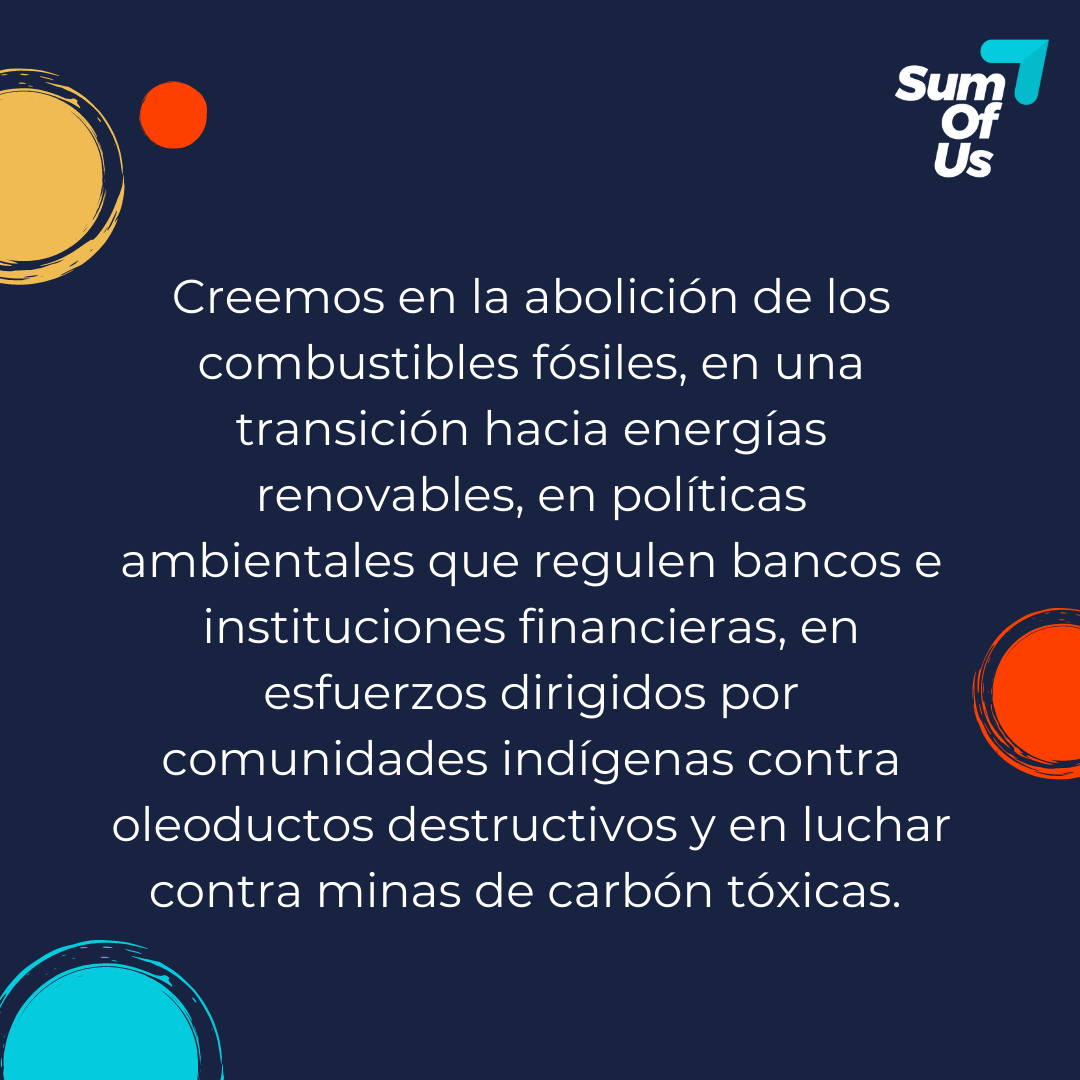 Sum
Of
Us
Creemos en la abolición de los
combustibles fósiles, en una
transición hacia energías
renovables, en políticas
ambientales que regulen bancos e
instituciones financieras, en
esfuerzos dirigidos por
comunidades indígenas contra
oleoductos destructivos y en luchar
contra minas de carbón tóxicas.